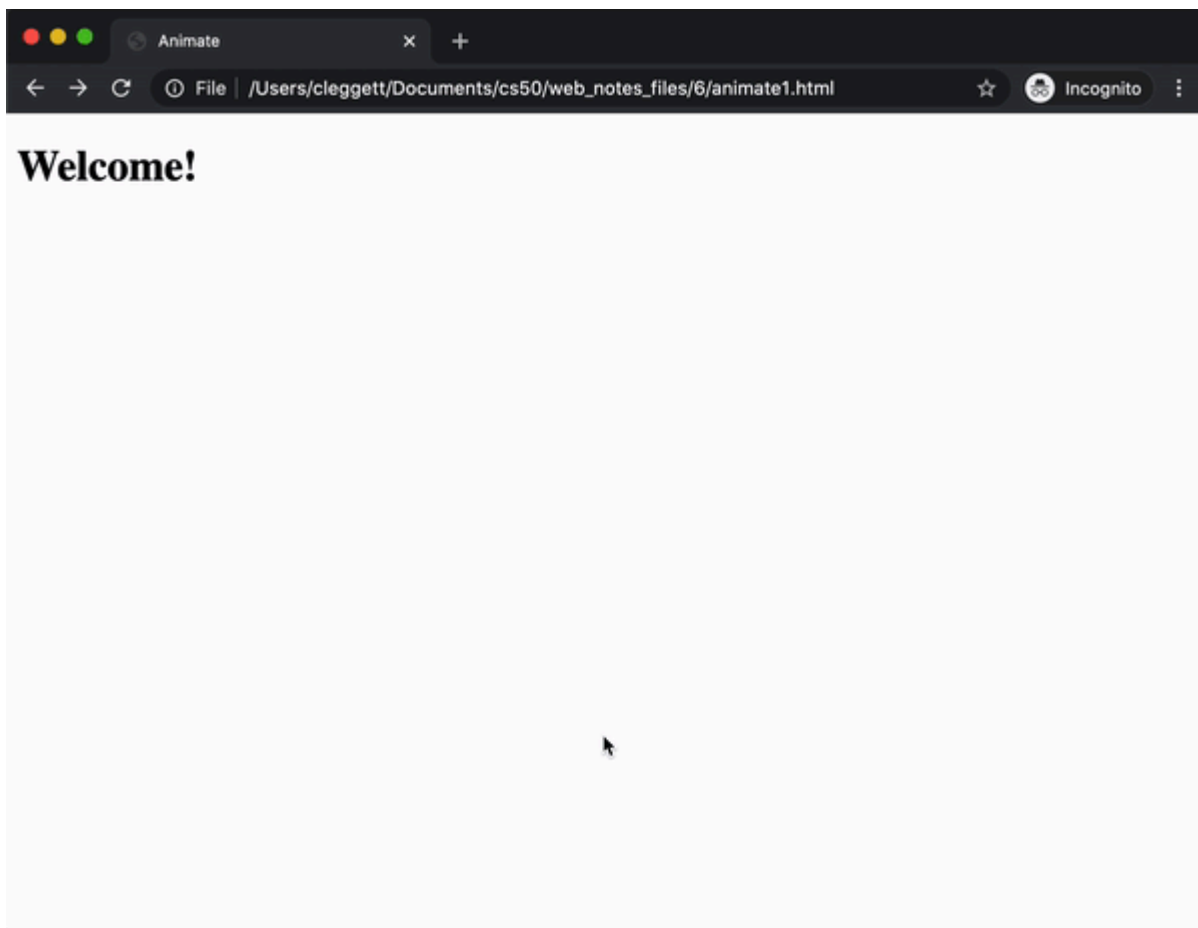 Animate
File /Users/cleggett/Documents/cs50/web_notes_files/6/animate1.html Incognito
Welcome!